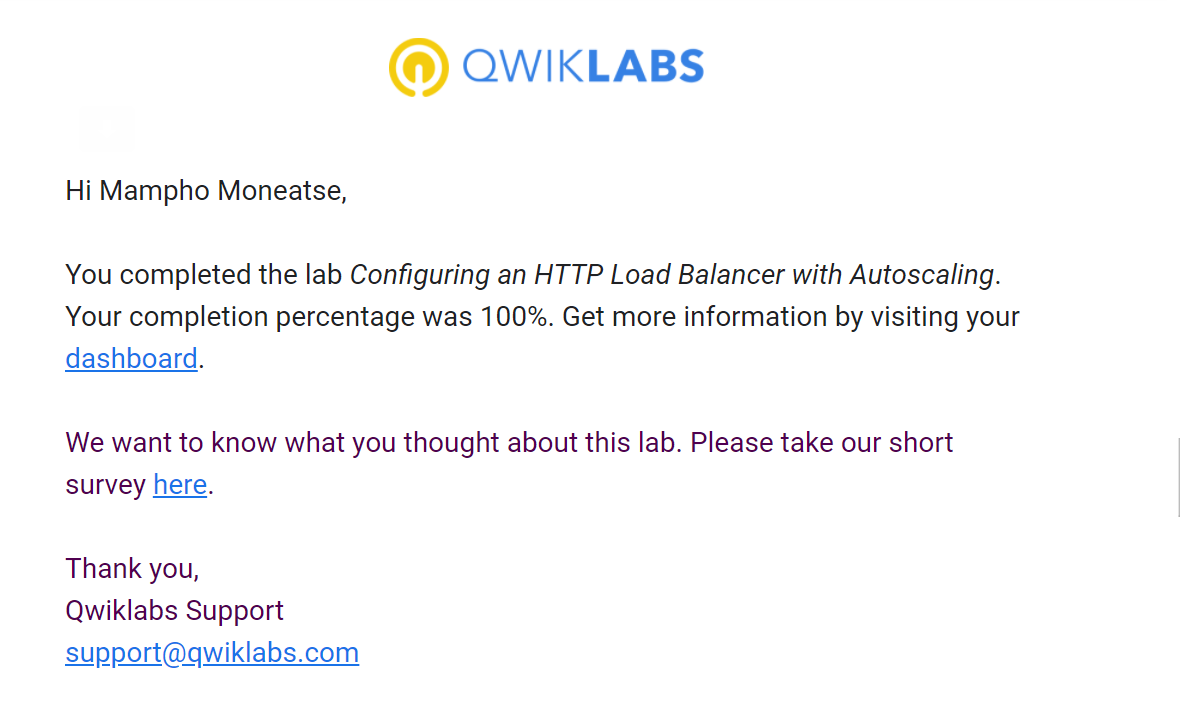 QWIKLABS
Hi Mampho Moneatse,
You completed the lab Configuring an HTTP Load Balancer with Autoscaling.
Your completion percentage was 100%. Get more information by visiting your
dashboard.
We want to know what you thought about this lab. Please take our short
survey here.
Thank you,
Qwiklabs Support
support@qwiklabs.com